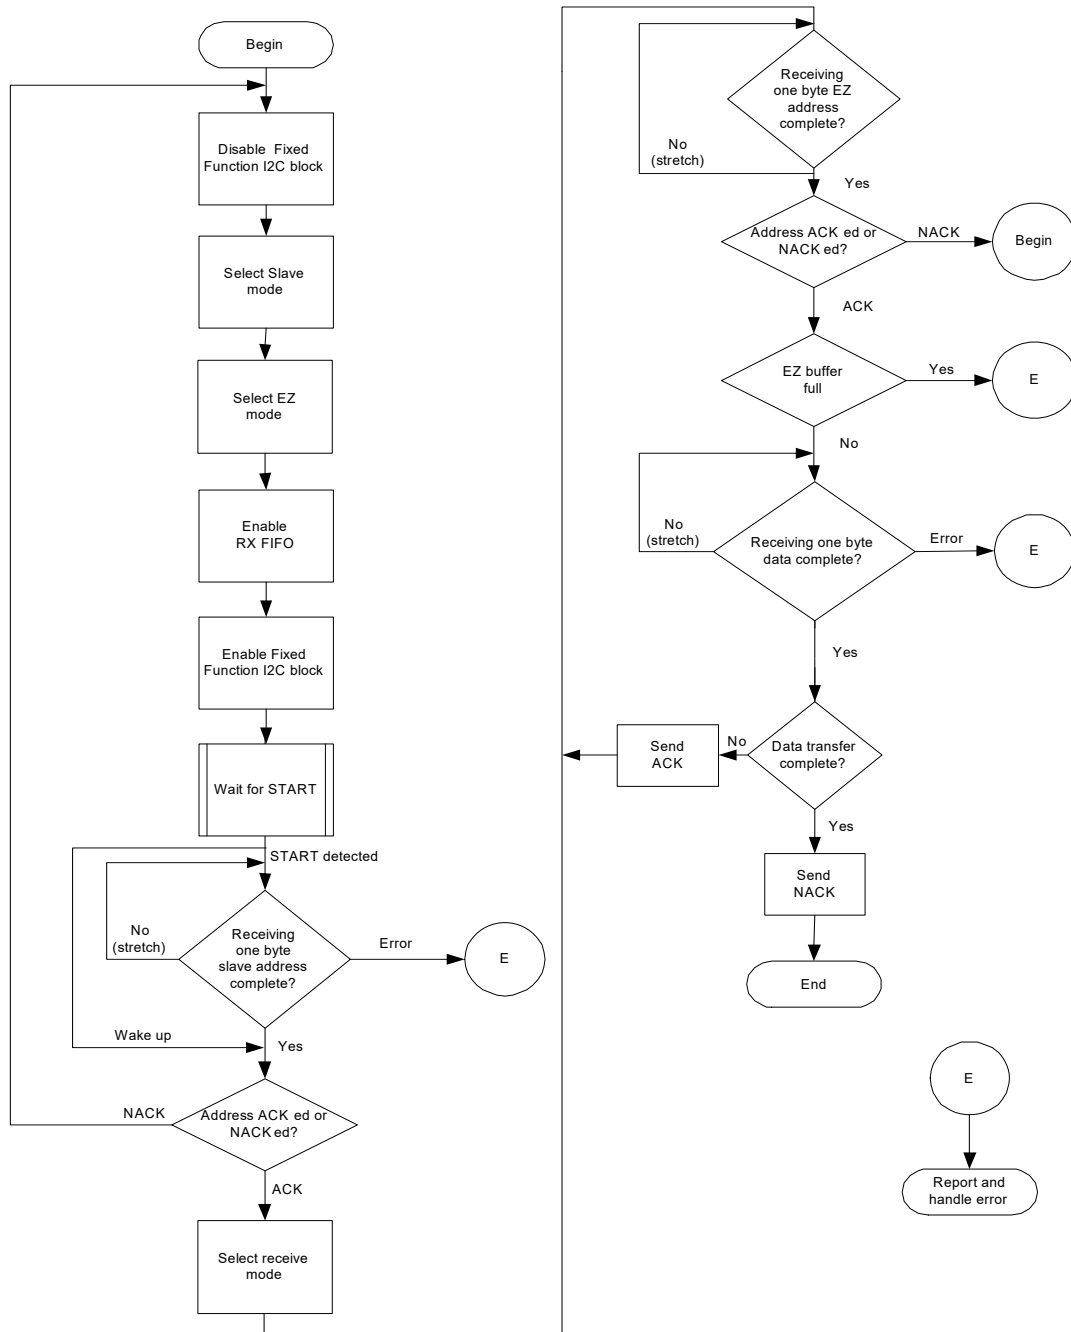 Begin
Disable Fixed
Function I2C block
Select Slave
mode
Select EZ
mode
Enable
RX FIFO
Enable Fixed
Function I2C block
Wait for START
START detected
No
(stretch)
Receiving
one byte
slave address
complete?
Error
E
Wake up
Yes
NACK
Address ACK ed or
NACK ed?
ACK
Select receive
mode
Receiving
one byte EZ
address
complete?
No
(stretch)
Yes
Address ACK ed or
NACK ed?
NACK
Begin
ACK
EZ buffer
full
Yes
E
No
No
(stretch)
Receiving one byte
data complete?
Error
E
Yes
Send
ACK
No
Data transfer
complete?
Yes
Send
NACK
End
E
Report and
handle error